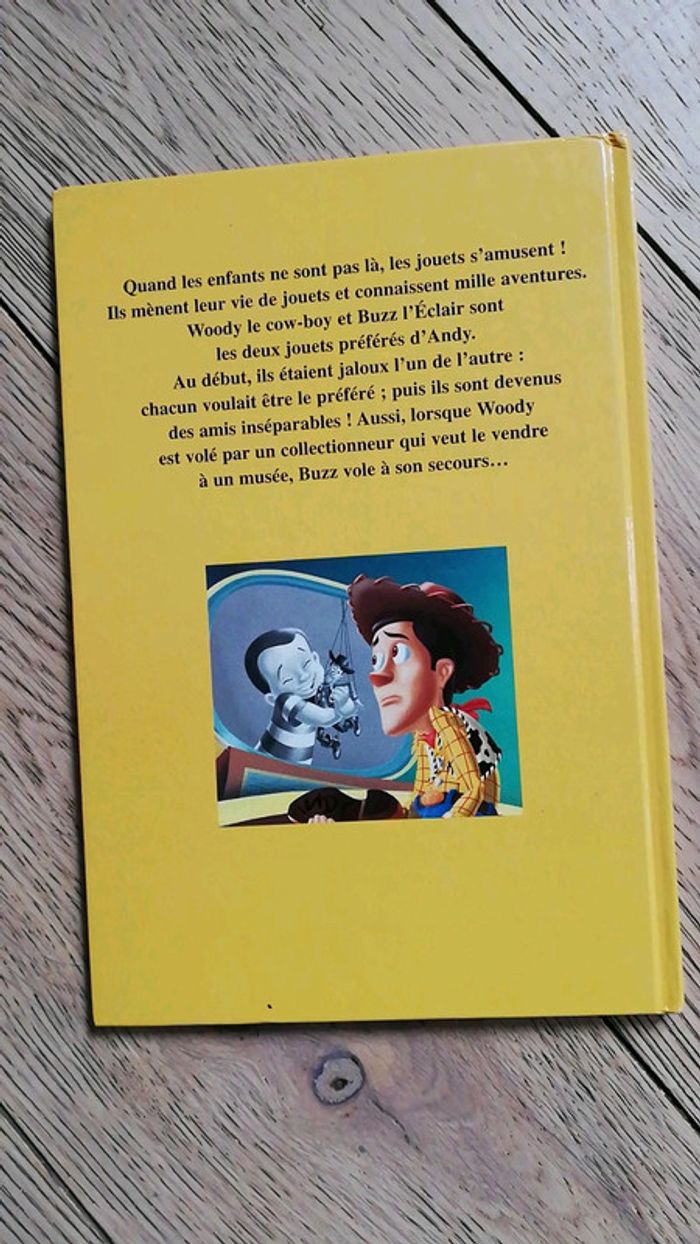 Quand les enfants ne sont pas là, les jouets s'amusent !
Ils mènent leur vie de jouets et connaissent mille aventures.
Woody le cow-boy et Buzz l'Éclair sont
les deux jouets préférés d'Andy.
Au début, ils étaient jaloux l'un de l'autre :
chacun voulait être le préféré ; puis ils sont devenus
des amis inséparables ! Aussi, lorsque Woody
est volé par un collectionneur qui veut le vendre
à un musée, Buzz vole à son secours…